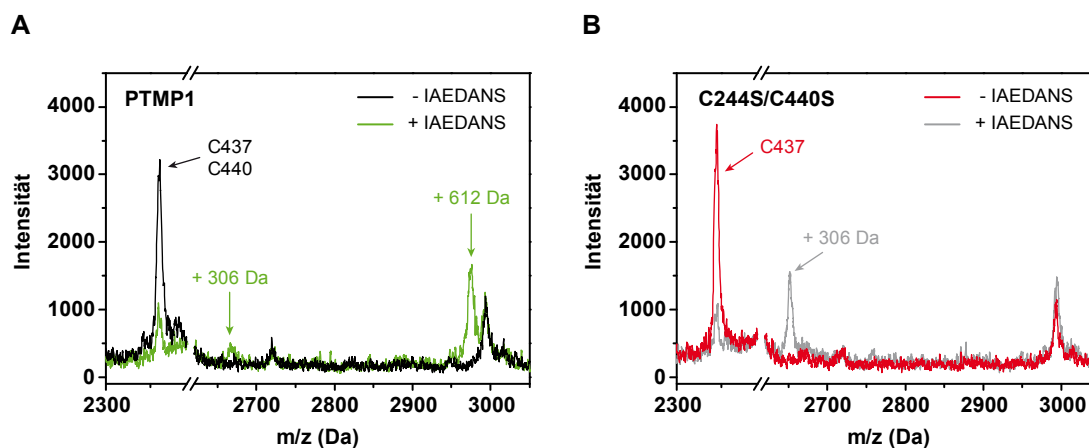 A
B
PTMP1
- IAEDANS
+ IAEDANS
C437
C440
+ 306 Da
+ 612 Da
Intensität
4000
3000
2000
1000
0
2300
2700
2800
2900
3000
m/z (Da)
C244S/C440S
- IAEDANS
+ IAEDANS
C437
+ 306 Da
Intensität
4000
3000
2000
1000
0
2300
2700
2800
2900
3000
m/z (Da)